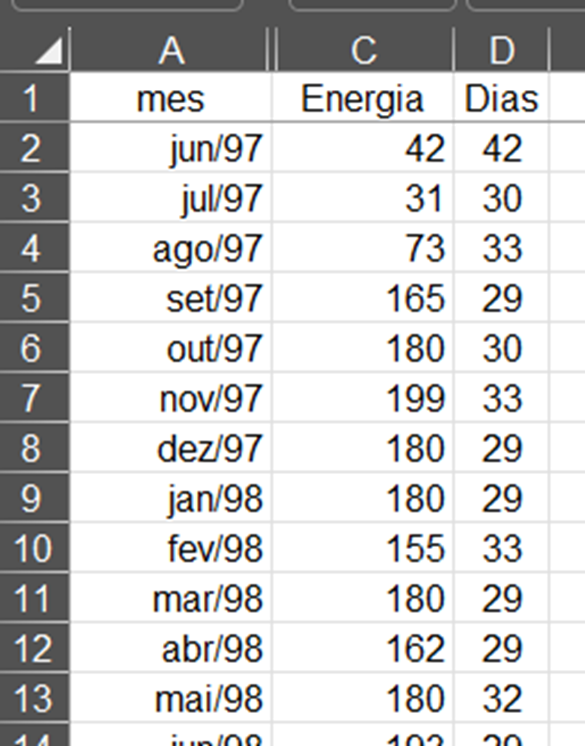 A C D
1 mes Energia Dias
2 jun/97 42 42
3 jul/97 31 30
4 ago/97 73 33
5 set/97 165 29
6 out/97 180 30
7 nov/97 199 33
8 dez/97 180 29
9 jan/98 180 29
10 fev/98 155 33
11 mar/98 180 29
12 abr/98 162 29
13 mai/98 180 32
14 jun/98